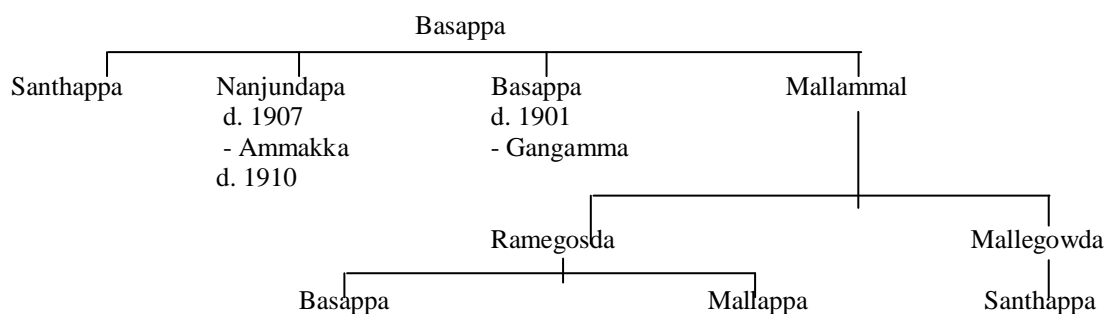 Basappa
Santhappa Nanjundapa Basappa Mallammal
d. 1907 d. 1901
- Ammakka - Gangamma
d. 1910
Ramegosda Mallegowda
Basappa Mallappa Santhappa